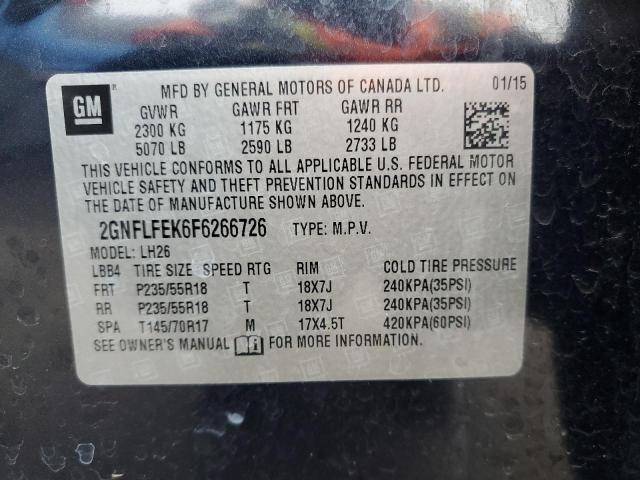 GM
MFD BY GENERAL MOTORS OF CANADA LTD. 01/15
GVWR GAWR FRT GAWR RR
2300 KG 1175 KG 1240 KG
5070 LB 2590 LB 2733 LB
THIS VEHICLE CONFORMS TO ALL APPLICABLE U.S. FEDERAL MOTOR
VEHICLE SAFETY AND THEFT PREVENTION STANDARDS IN EFFECT ON
THE DATE OF MANUFACTURE SHOWN ABOVE.
2GNFLFEK6F6266726 TYPE: M.P.V.
MODEL: LH26
LBB4 TIRE SIZE SPEED RTG RIM COLD TIRE PRESSURE
FRT P235/55R18 T 18X7J 240KPA(35PSI)
RR P235/55R18 T 18X7J 240KPA(35PSI)
SPA T145/70R17 M 17X4.5T 420KPA(60PSI)
SEE OWNER'S MANUAL FOR MORE INFORMATION.